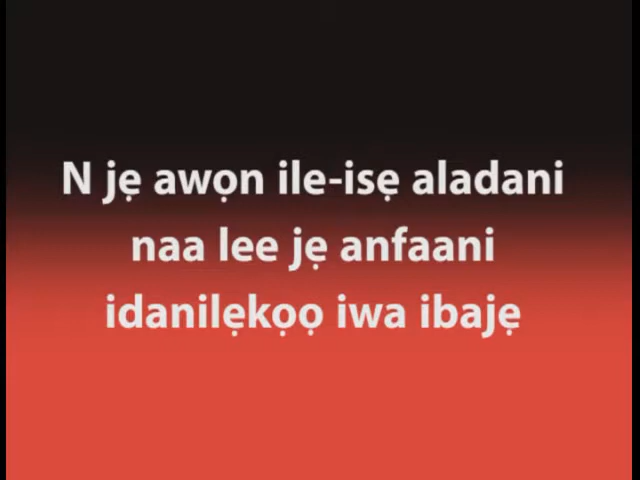 N jẹ awọn ile-isẹ aladani
naa lee jẹ anfaani
idanilẹkọọ iwa ibajẹ